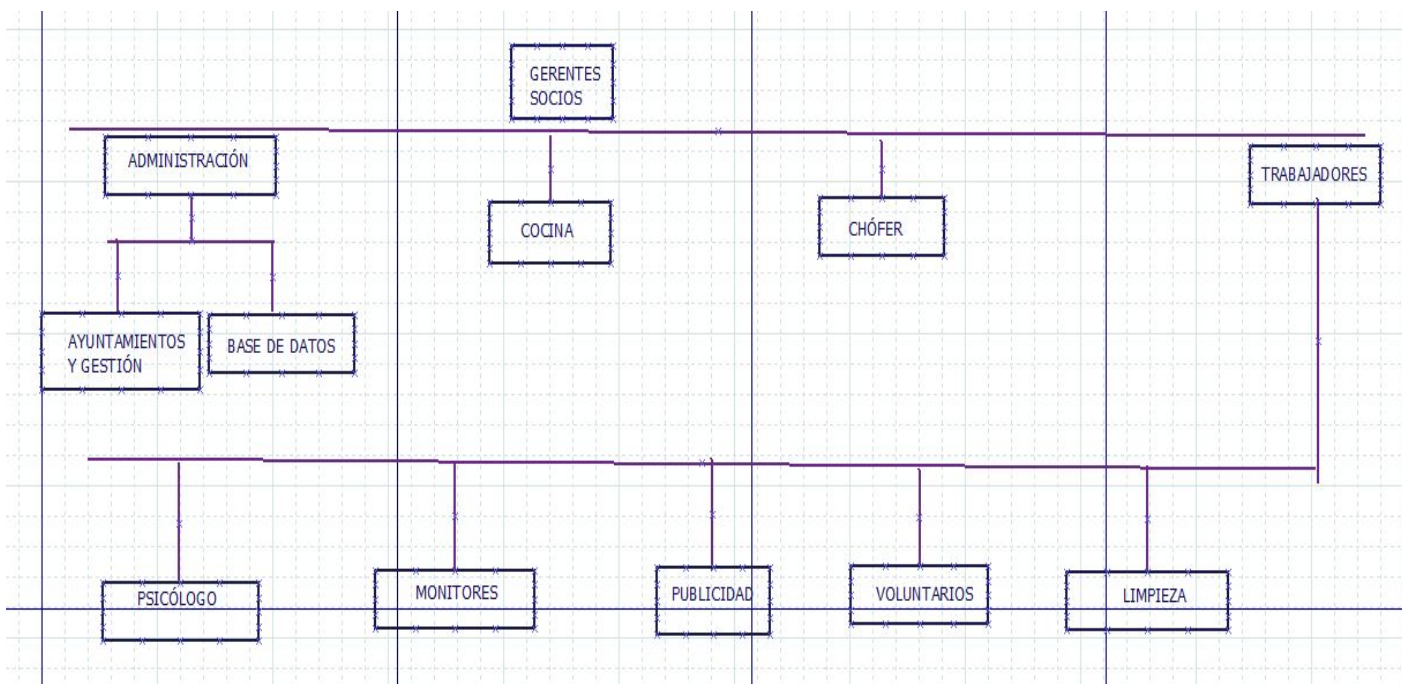 GERENTES
SOCIOS
ADMINISTRACIÓN
COCINA
CHÓFER
TRABAJADORES
AYUNTAMIENTOS
Y GESTIÓN
BASE DE DATOS
PSICÓLOGO
MONITORES
PUBLICIDAD
VOLUNTARIOS
LIMPIEZA